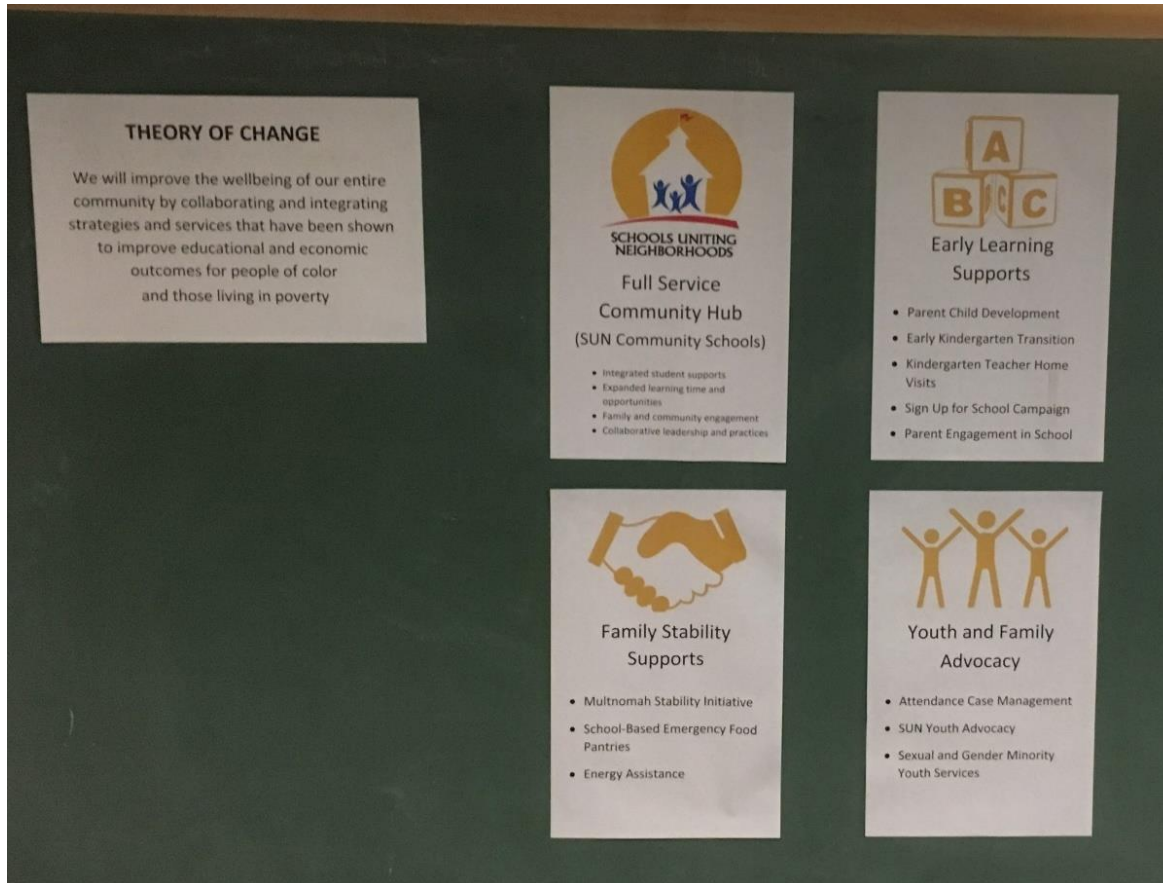 THEORY OF CHANGE
We will improve the wellbeing of our entire
community by collaborating and integrating
strategies and services that have been shown
to improve educational and economic
outcomes for people of color
and those living in poverty
SCHOOLS UNITING
NEIGHBORHOODS
Full Service
Community Hub
(SUN Community Schools)
• Integrated student supports
• Expanded learning time and
opportunities
• Family and community engagement
• Collaborative leadership and practices
A
B C C
Early Learning
Supports
• Parent Child Development
• Early Kindergarten Transition
• Kindergarten Teacher Home
Visits
• Sign Up for School Campaign
• Parent Engagement in School
Family Stability
Supports
• Multnomah Stability Initiative
• School-Based Emergency Food
Pantries
• Energy Assistance
Youth and Family
Advocacy
• Attendance Case Management
• SUN Youth Advocacy
• Sexual and Gender Minority
Youth Services